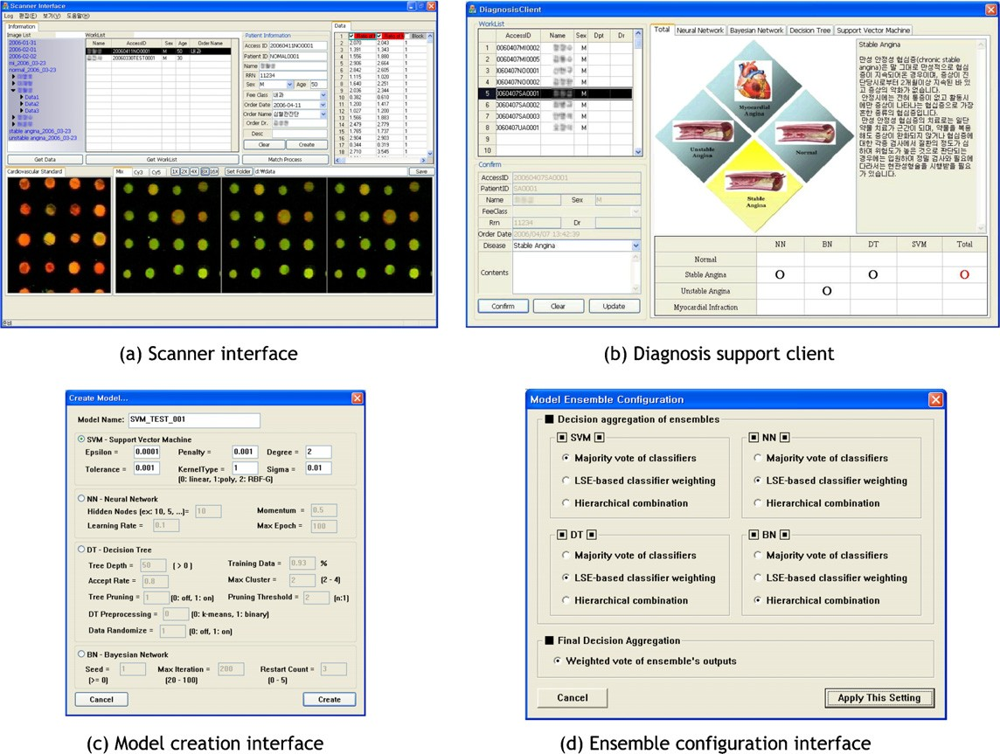 Scanner Interface
Log 편집(E) 보기(V) 도움말(H)
Information
Image List WorkList
2006-01-31
2006-02-01
2006-02-02
mi_2006-03-23
normal_2006-03-23
Data1
Data2
Data3
stable angina_2006-03-23
unstable angina_2006-03-23
Name AccessID Sex Age Order Name
20060411NO0001 M 50 내과
20060330TEST0001 M 30
Get Data Get WorkList
Patient Information
Access ID 20060411NO0001
Patient ID NORMAL0001
Name
RRN 11234
Sex M Age 50
Fee Class 내과
Order Date 2006-04-11
Order Name 심혈관진단
Order Dr.
Desc
Clear Create
Match Process
Data
Block
1 2.070 2.043 1
3 1.391 1.343 1
4 1.556 1.880 1
5 2.906 2.664 1
6 2.842 2.605 1
7 1.115 1.020 1
8 1.640 2.251 1
9 2.036 2.344 1
10 0.382 0.610 1
11 1.200 1.417 1
12 1.027 1.200 1
13 1.566 1.883 1
14 2.479 2.779 1
15 1.765 1.737 1
16 2.904 2.903 1
17 0.344 0.319 1
18 2.710 3.545 1
Cardiovascular Standard
Mix Cy3 Cy5 1X 2X 4X 8X 16X Set Folder d:\data Save
준비
(a) Scanner interface
DiagnosisClient
WorkList
AccessID Name Sex Dpt Dr
1 0060407MI0002 M
2 0060407MI0005 M
3 0060407NO0001 M
4 0060407NO0002 M
5 0060407SA0001 M
6 0060407SA0002 M
7 0060407SA0003 M
8 0060407UA0001 M
9
10
Confirm
AccessID 20060407SA0001
PatientID SA0001
Name Sex M
FeeClass
Rrn 11234 Dr
Order Date 2006/04/07 13:42:39
Disease Stable Angina
Contents
Confirm Clear Update
Total Neural Network Bayesian Network Decision Tree Support Vector Machine
Myocardial
Angina
Unstable
Angina
Normal
Stable
Angina
Stable Angina
만성 안정성 협심증(chronic stable
angina)은 말 그대로 만성적으로 협심
증이 지속되며온 경우이며, 증상이 진
단당시로부터 2개월이상 지속된 바 있
고 증상의 악화가 없습니다.
안정시에는 전혀 통증이 없고 활동시
에만 증상이 나타나는 협심증으로 가장
흔한 종류의 협심증입니다.
만성 안정성 협심증의 치료로는 일단
약물 치료가 근간이 되며, 약물을 복용
해도 증상이 완화되지 않거나 협심증에
대한 각종 검사에서 질환의 정도가 심
하여 위험도가 높은 것으로 판단되는
경우에는 입원하여 정밀 검사와 필요에
따라서는 관상동맥성형술을 시행받을 필요
가 있습니다.
NN BN DT SVM Total
Normal
Stable Angina O O O
Unstable Angina O
Myocardial Infraction
(b) Diagnosis support client
Create Model...
Model Name: SVM_TEST_001
SVM - Support Vector Machine
Epsilon = 0.0001 Penalty = 0.001 Degree = 2
Tolerance = 0.001 KernelType = 1 Sigma = 0.01
(0: linear, 1:poly, 2: RBF-G)
NN - Neural Network
Hidden Nodes (ex: 10, 5, ...)= 10 Momentum = 0.5
Learning Rate = 0.1 Max Epoch = 100
DT - Decision Tree
Tree Depth = 50 ( > 0 ) Training Data = 0.93 %
Accept Rate = 0.8 Max Cluster = 2 (2 - 4)
Tree Pruning = 1 (0: off, 1: on) Pruning Threshold = 2 (n:1)
DT Preprocessing = 0 (0: k-means, 1: binary)
Data Randomize = 1 (0: off, 1: on)
BN - Bayesian Network
Seed = 1 Max Iteration = 200 Restart Count = 3
(>= 0) (20 - 100) (0 - 5)
Cancel Create
(c) Model creation interface
Model Ensemble Configuration
Decision aggregation of ensembles
SVM
Majority vote of classifiers
LSE-based classifier weighting
Hierarchical combination
NN
Majority vote of classifiers
LSE-based classifier weighting
Hierarchical combination
DT
Majority vote of classifiers
LSE-based classifier weighting
Hierarchical combination
BN
Majority vote of classifiers
LSE-based classifier weighting
Hierarchical combination
Final Decision Aggregation
Weighted vote of ensemble's outputs
Cancel Apply This Setting
(d) Ensemble configuration interface